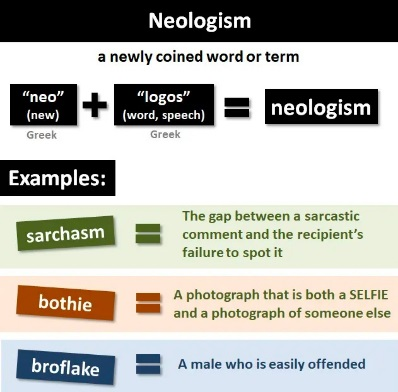 Neologism
a newly coined word or term
“neo” “logos” neologism
(new) (word, speech)
Greek Greek
Examples:
sarchasm
The gap between a sarcastic
comment and the recipient’s
failure to spot it
bothie
A photograph that is both a SELFIE
and a photograph of someone else
broflake
A male who is easily offended